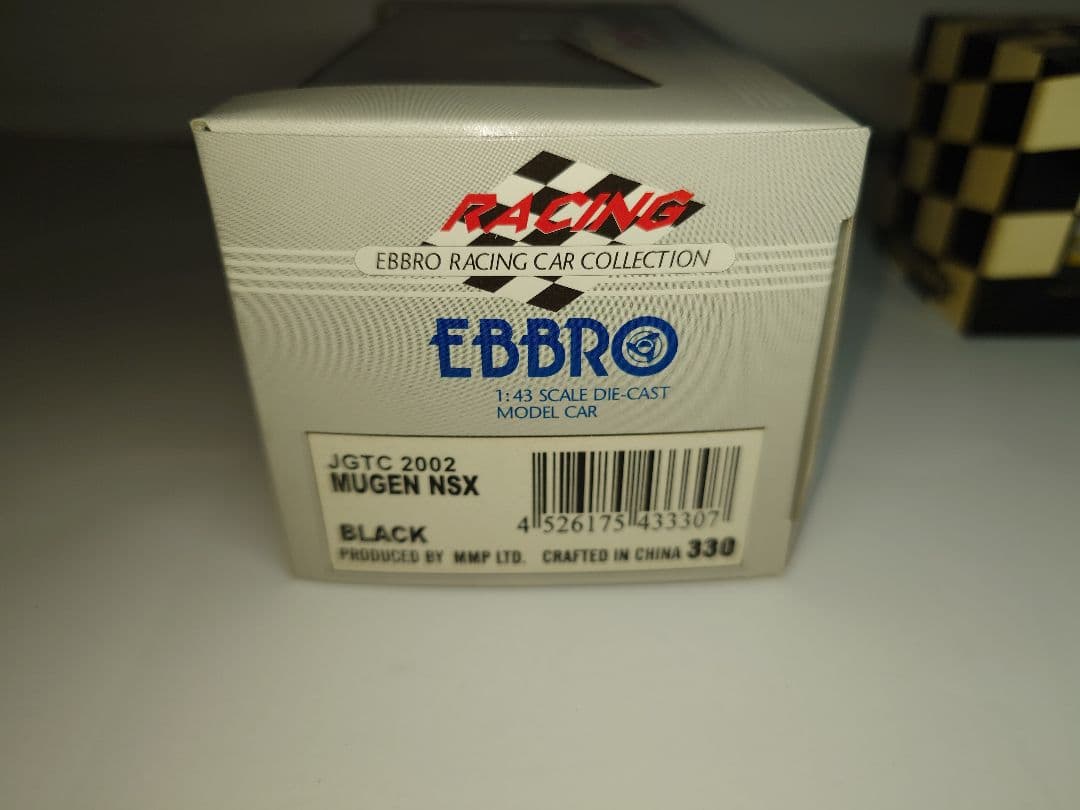 RACING
EBBRO RACING CAR COLLECTION
EBBRO
1:43 SCALE DIE-CAST
MODEL CAR
JGTC 2002
MUGEN NSX
BLACK
4 526175 433307
PRODUCED BY MMP LTD. CRAFTED IN CHINA 330